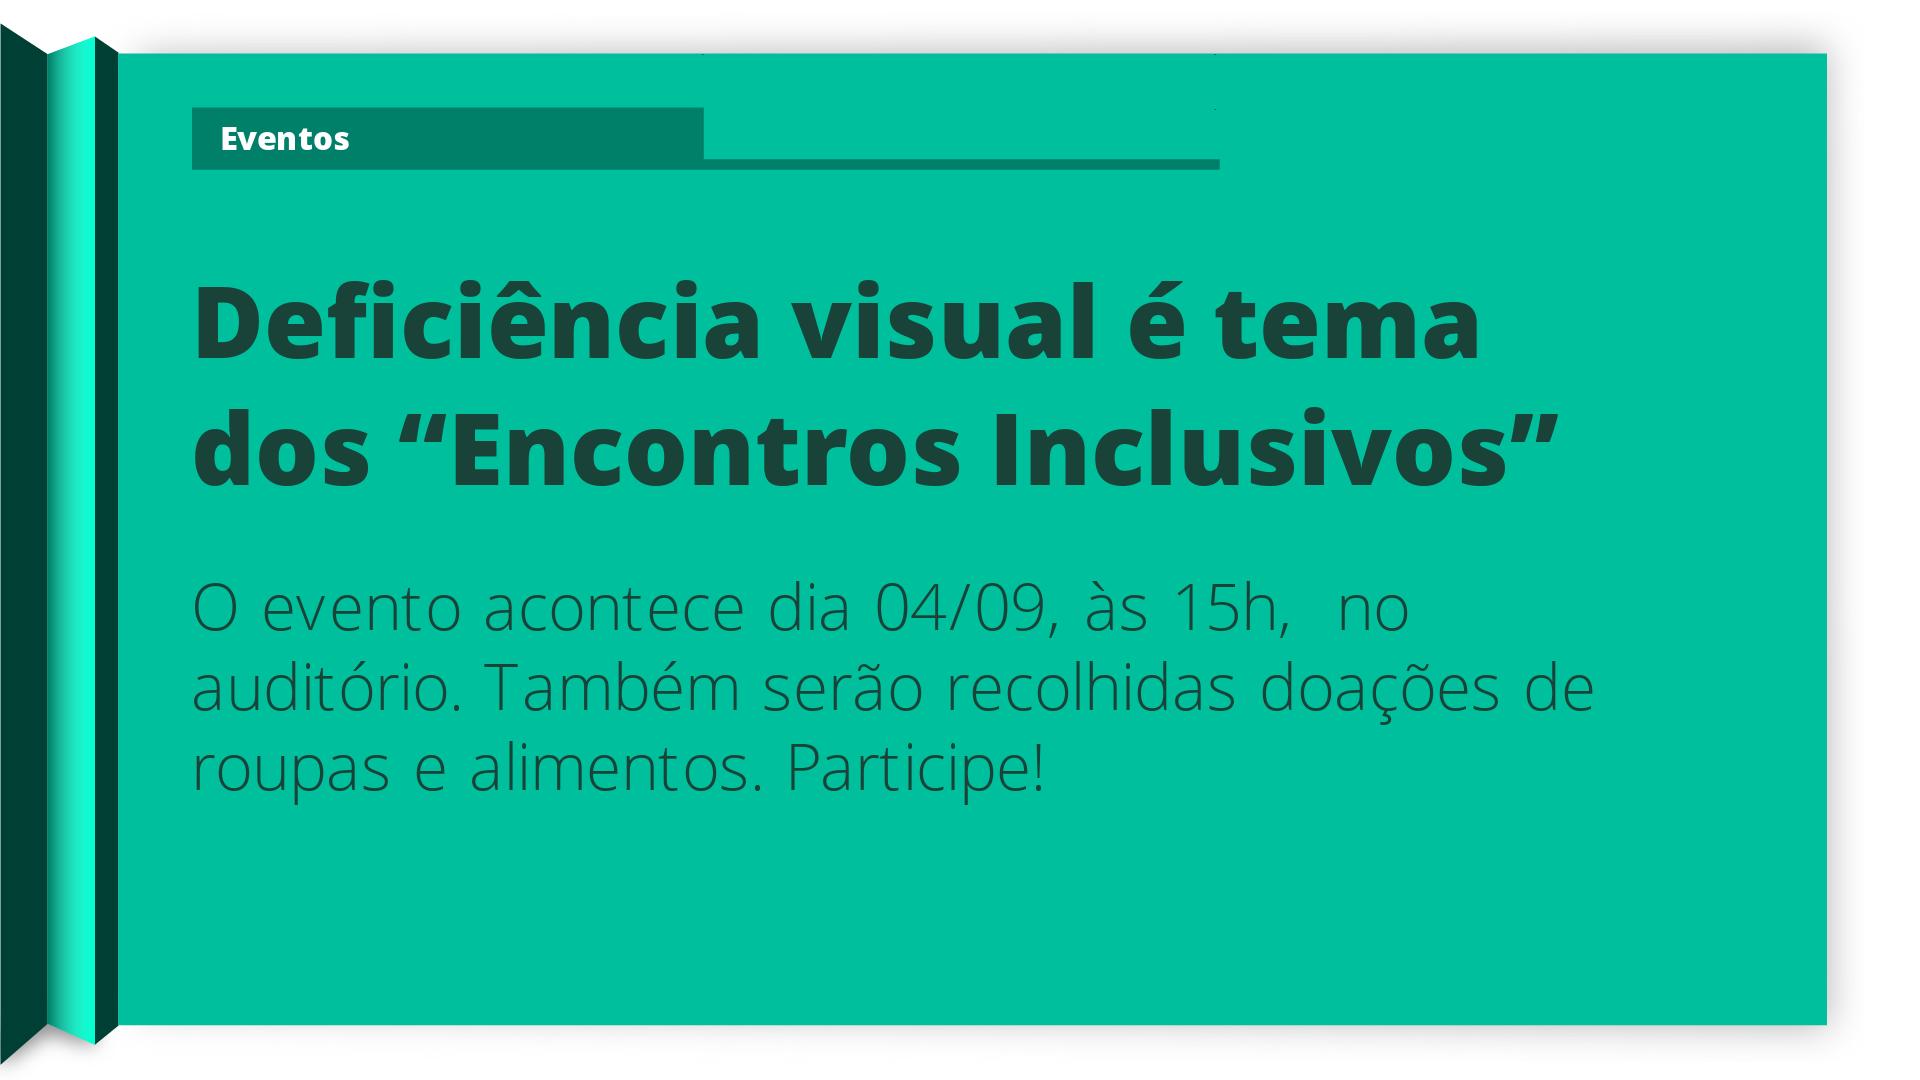 Eventos
Deficiência visual é tema
dos “Encontros Inclusivos”
O evento acontece dia 04/09, às 15h,  no
auditório. Também serão recolhidas doações de
roupas e alimentos. Participe!